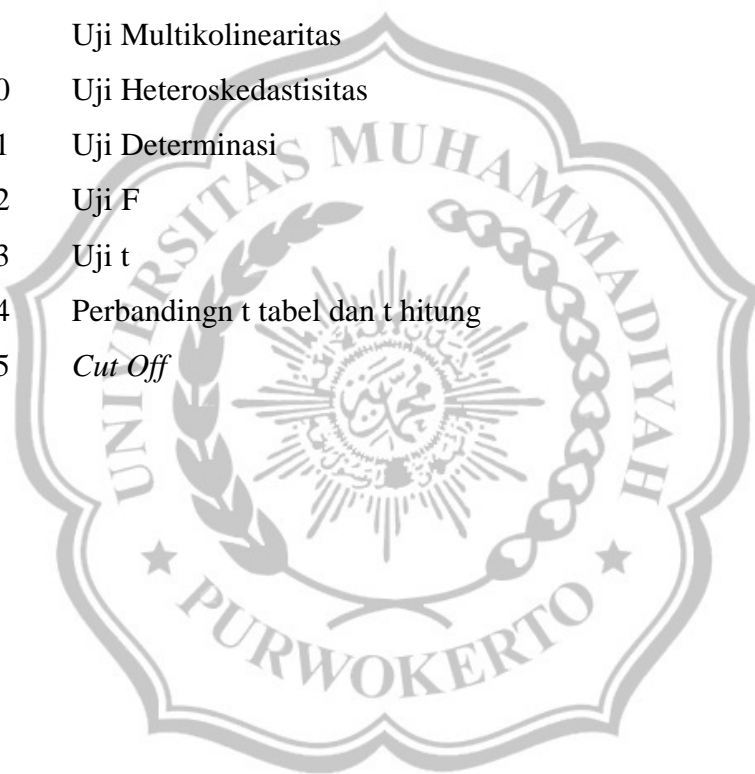 Uji Multikolinearitas
0 Uji Heteroskedastisitas
1 Uji Determinasi
2 Uji F
3 Uji t
4 Perbandingn t tabel dan t hitung
5 Cut Off
UNIVERSITAS MUHAMMADIYAH
PURWOKERTO